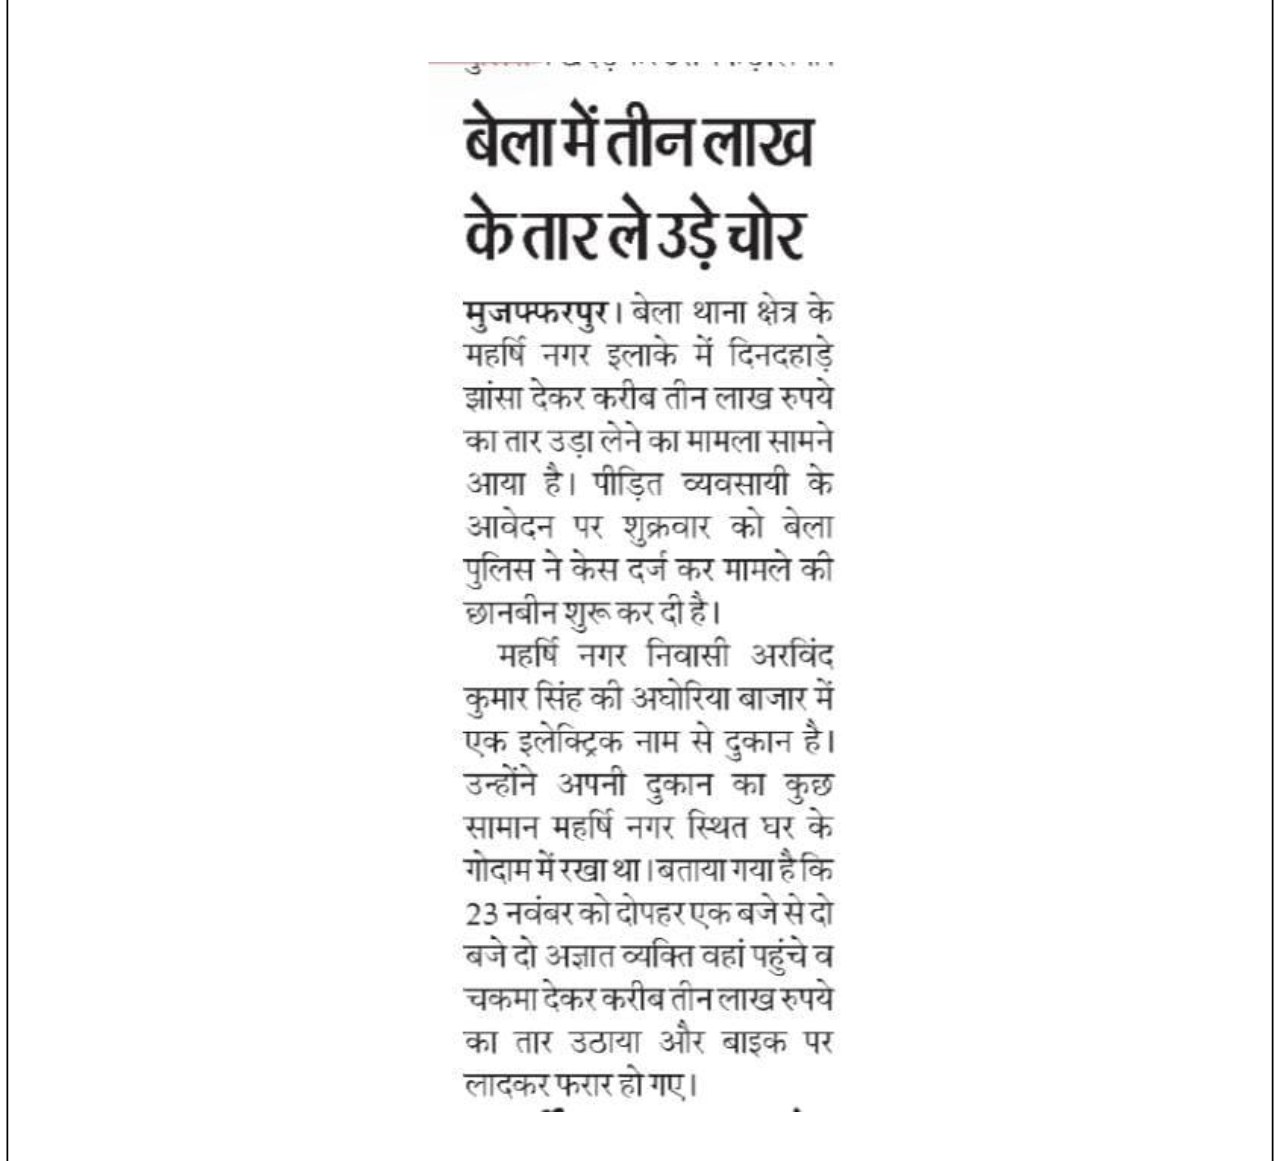 बेला में तीन लाख
के तार ले उड़े चोर
मुजफ्फरपुर। बेला थाना क्षेत्र के
महर्षि नगर इलाके में दिनदहाड़े
झांसा देकर करीब तीन लाख रुपये
का तार उड़ा लेने का मामला सामने
आया है। पीड़ित व्यवसायी के
आवेदन पर शुक्रवार को बेला
पुलिस ने केस दर्ज कर मामले की
छानबीन शुरू कर दी है।
महर्षि नगर निवासी अरविंद
कुमार सिंह की अघोरिया बाजार में
एक इलेक्ट्रिक नाम से दुकान है।
उन्होंने अपनी दुकान का कुछ
सामान महर्षि नगर स्थित घर के
गोदाम में रखा था। बताया गया है कि
23 नवंबर को दोपहर एक बजे से दो
बजे दो अज्ञात व्यक्ति वहां पहुंचे व
चकमा देकर करीब तीन लाख रुपये
का तार उठाया और बाइक पर
लादकर फरार हो गए।